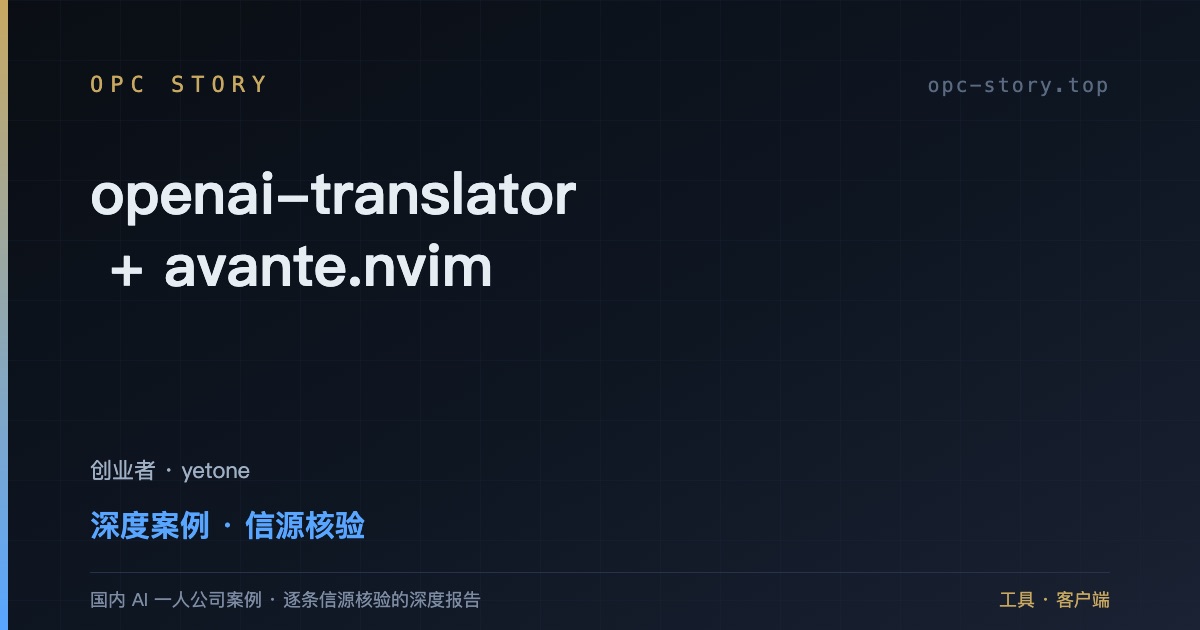 OPC STORY
opc-story.top
openai–translator
+ avante.nvim
创业者 · yetone
深度案例 · 信源核验
国内 AI 一人公司案例 · 逐条信源核验的深度报告
工具 · 客户端